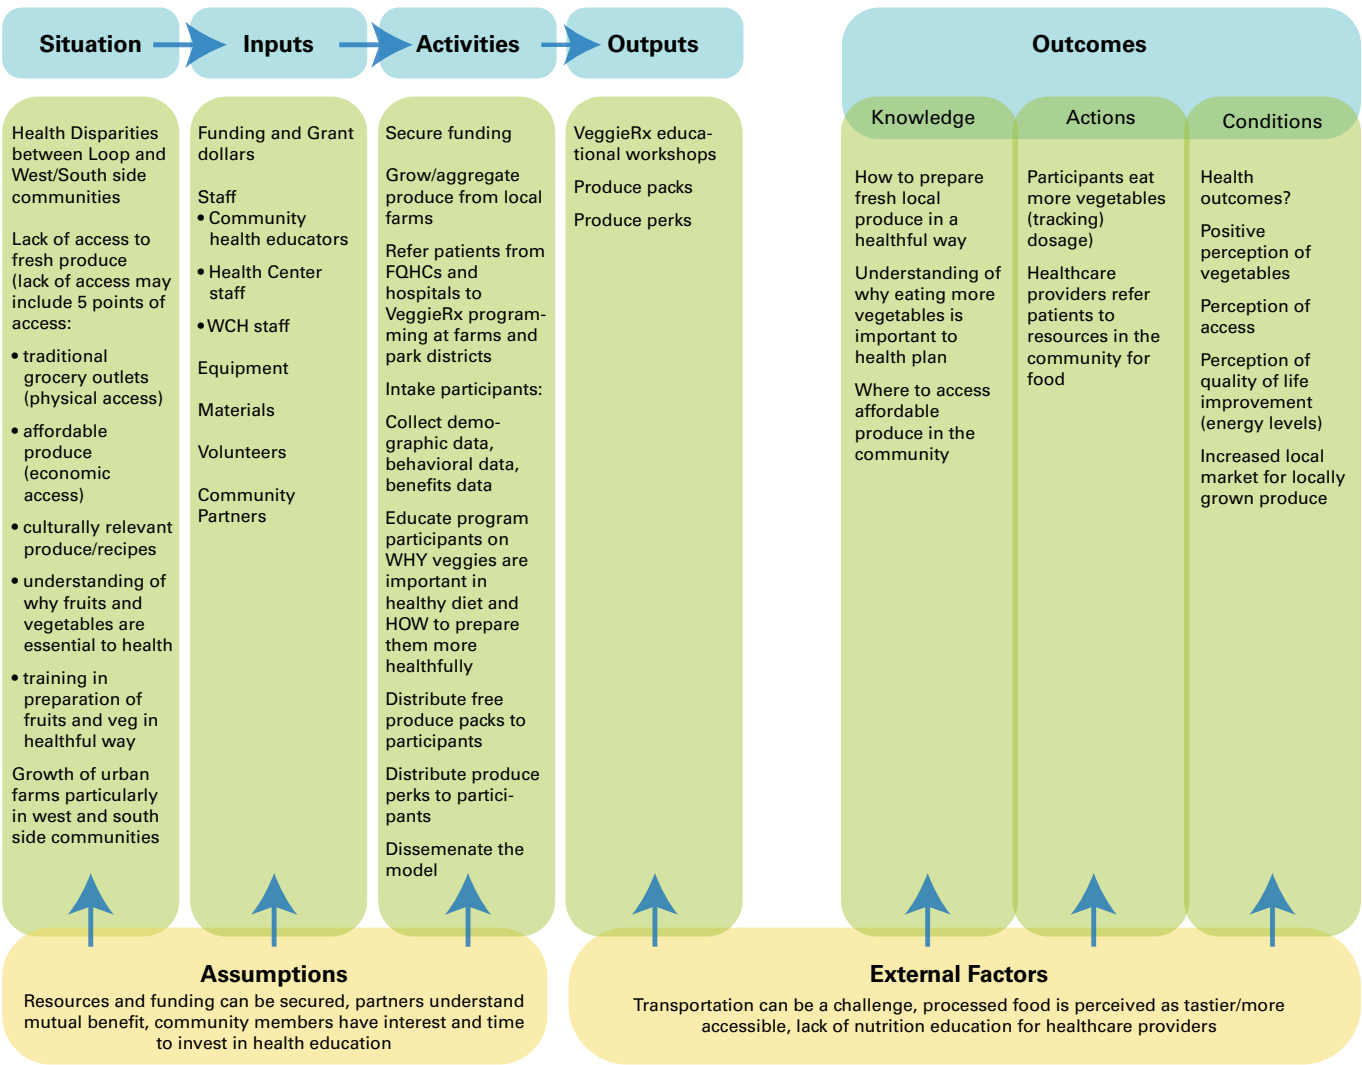 Situation
Inputs
Activities
Outputs
Outcomes
Health Disparities
between Loop and
West/South side
communities
Lack of access to
fresh produce
(lack of access may
include 5 points of
access:
• traditional
grocery outlets
(physical access)
• affordable
produce
(economic
access)
• culturally relevant
produce/recipes
• understanding of
why fruits and
vegetables are
essential to health
• training in
preparation of
fruits and veg in
healthful way
Growth of urban
farms particularly
in west and south
side communities
Funding and Grant
dollars
Staff
• Community
health educators
• Health Center
staff
• WCH staff
Equipment
Materials
Volunteers
Community
Partners
Secure funding
Grow/aggregate
produce from local
farms
Refer patients from
FQHCs and
hospitals to
VeggieRx program-
ming at farms and
park districts
Intake participants:
Collect demo-
graphic data,
behavioral data,
benefits data
Educate program
participants on
WHY veggies are
important in
healthy diet and
HOW to prepare
them more
healthfully
Distribute free
produce packs to
participants
Distribute produce
perks to partici-
pants
Dissemenate the
model
VeggieRx educa-
tional workshops
Produce packs
Produce perks
Knowledge
How to prepare
fresh local
produce in a
healthful way
Understanding of
why eating more
vegetables is
important to
health plan
Where to access
affordable
produce in the
community
Actions
Participants eat
more vegetables
(tracking)
dosage)
Healthcare
providers refer
patients to
resources in the
community for
food
Conditions
Health
outcomes?
Positive
perception of
vegetables
Perception of
access
Perception of
quality of life
improvement
(energy levels)
Increased local
market for locally
grown produce
Assumptions
Resources and funding can be secured, partners understand
mutual benefit, community members have interest and time
to invest in health education
External Factors
Transportation can be a challenge, processed food is perceived as tastier/more
accessible, lack of nutrition education for healthcare providers